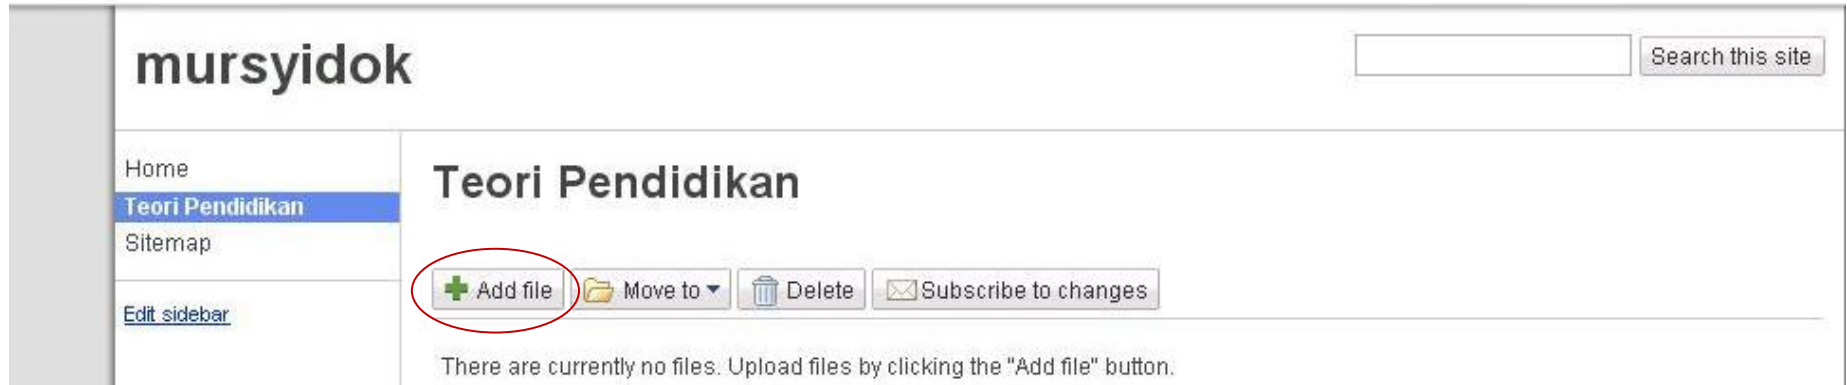 mursyidok
Search this site
Home
Teori Pendidikan
Sitemap
Edit sidebar
Teori Pendidikan
Add file Move to Delete Subscribe to changes
There are currently no files. Upload files by clicking the "Add file" button.